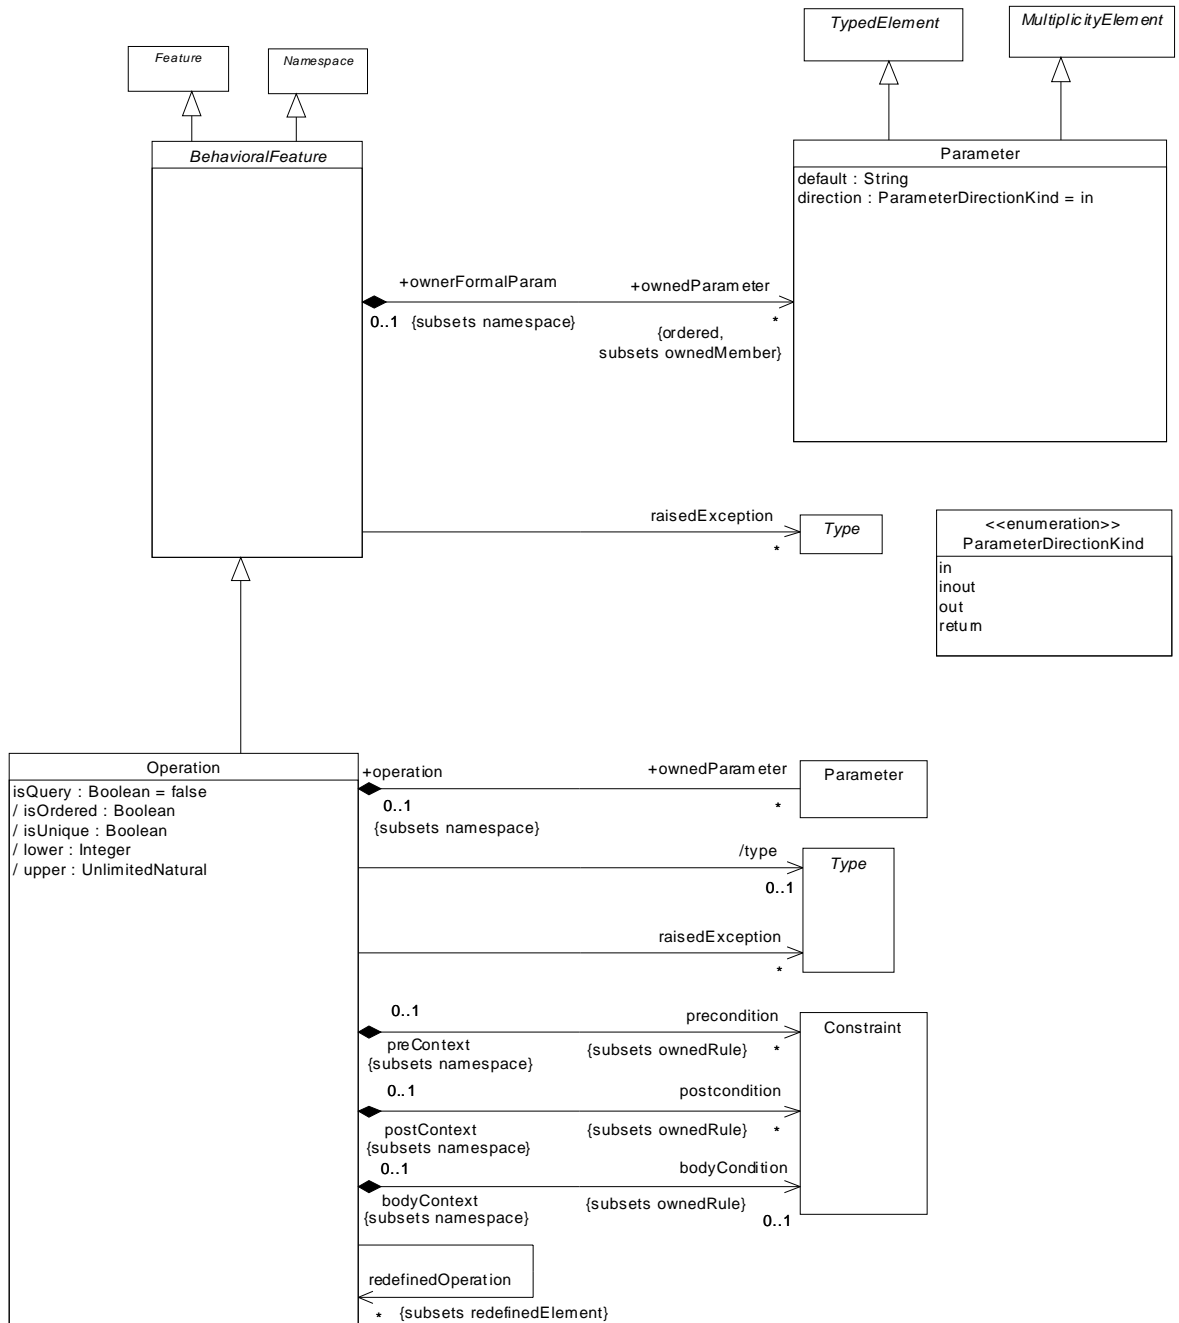 TypedElement
MultiplicityElement
Feature
Namespace
BehavioralFeature
Parameter
default : String
direction : ParameterDirectionKind = in
+ownerFormalParam
+ownedParameter
0..1
{subsets namespace}
*
{ordered,
subsets ownedMember}
raisedException
*
Type
<<enumeration>>
ParameterDirectionKind
in
inout
out
return
Operation
isQuery : Boolean = false
/ isOrdered : Boolean
/ isUnique : Boolean
/ lower : Integer
/ upper : UnlimitedNatural
+operation
+ownedParameter
0..1
*
{subsets namespace}
Parameter
/type
0..1
Type
raisedException
*
0..1
precondition
preContext
{subsets namespace}
{subsets ownedRule}
*
Constraint
0..1
postcondition
postContext
{subsets namespace}
{subsets ownedRule}
*
0..1
bodyCondition
bodyContext
{subsets namespace}
{subsets ownedRule}
0..1
redefinedOperation
*
{subsets redefinedElement}